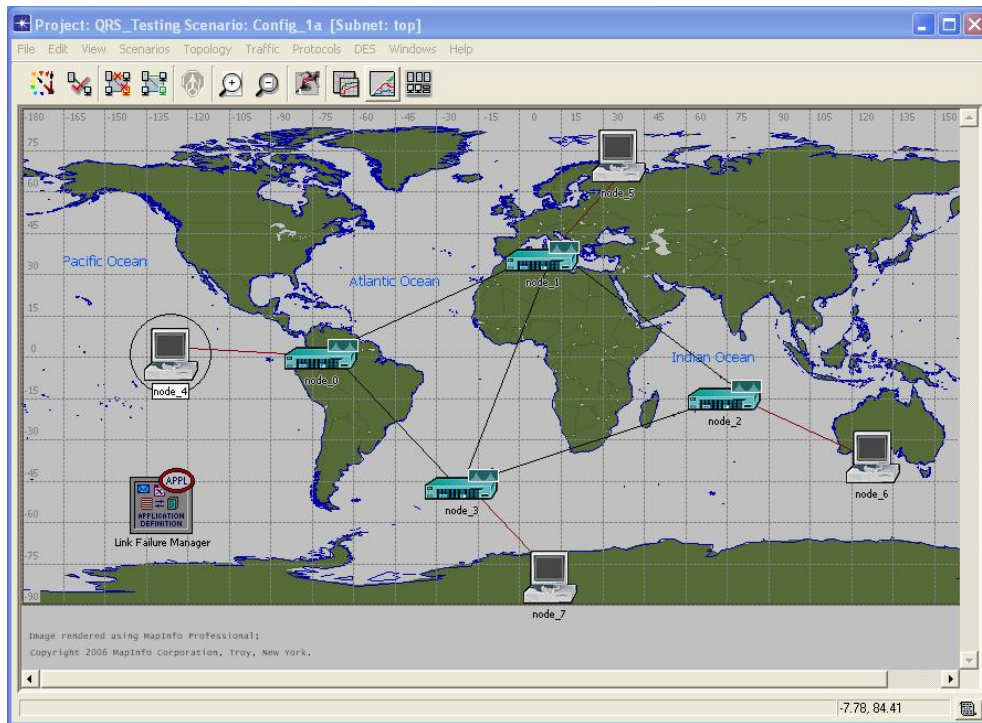 Project: QRS_Testing Scenario: Config_1a [Subnet: top]
File Edit View Scenarios Topology Traffic Protocols DES Windows Help
-180 -165 -150 -135 -120 -105 -90 -75 -60 -45 -30 -15 0 15 30 45 60 75 90 105 120 135 150
75
60
node_5
45
Pacific Ocean
Atlantic Ocean
30
node_1
15
0
Indian Ocean
node_0
node_4
-15
node_2
-30
-45
APPL
node_6
node_3
APPLICATION
DEFINITION
-60
Link Failure Manager
-75
-90
node_7
Image rendered using MapInfo Professional;
Copyright 2006 MapInfo Corporation, Troy, New York.
-7.78, 84.41